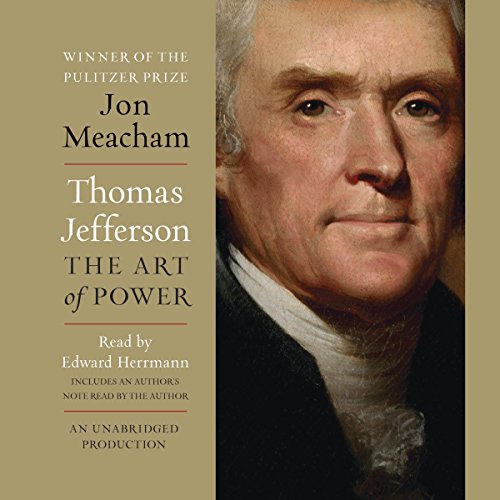 WINNER OF THE
PULITZER PRIZE
Jon
Meacham
Thomas
Jefferson
THE ART
of POWER
Read by
Edward Herrmann
INCLUDES AN AUTHOR'S
NOTE READ BY THE AUTHOR
AN UNABRIDGED
PRODUCTION